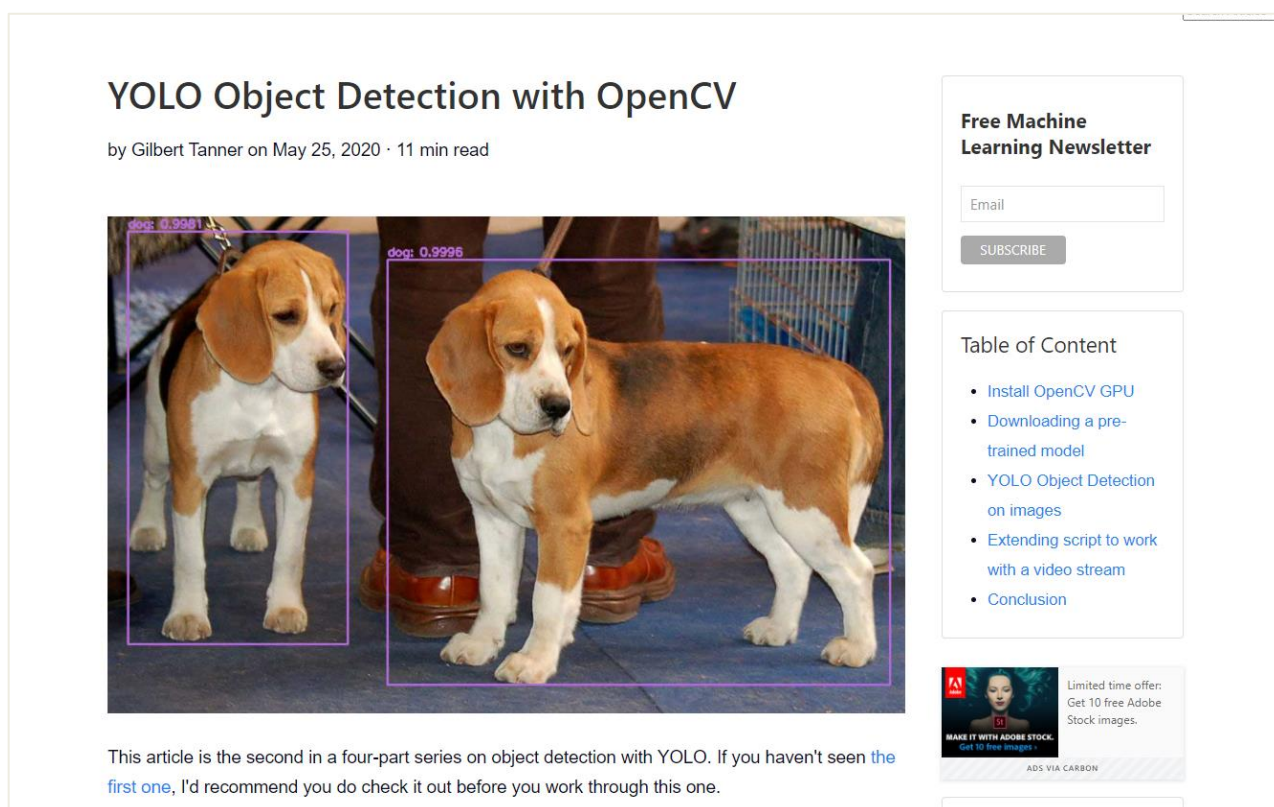 YOLO Object Detection with OpenCV
by Gilbert Tanner on May 25, 2020 · 11 min read
dog: 0.9981
dog: 0.9996
This article is the second in a four-part series on object detection with YOLO. If you haven't seen the
first one, I'd recommend you do check it out before you work through this one.
Free Machine
Learning Newsletter
Email
SUBSCRIBE
Table of Content
Install OpenCV GPU
Downloading a pre-
trained model
YOLO Object Detection
on images
Extending script to work
with a video stream
Conclusion
Adobe
St
MAKE IT WITH ADOBE STOCK.
Get 10 free images ›
Limited time offer:
Get 10 free Adobe
Stock images.
ADS VIA CARBON